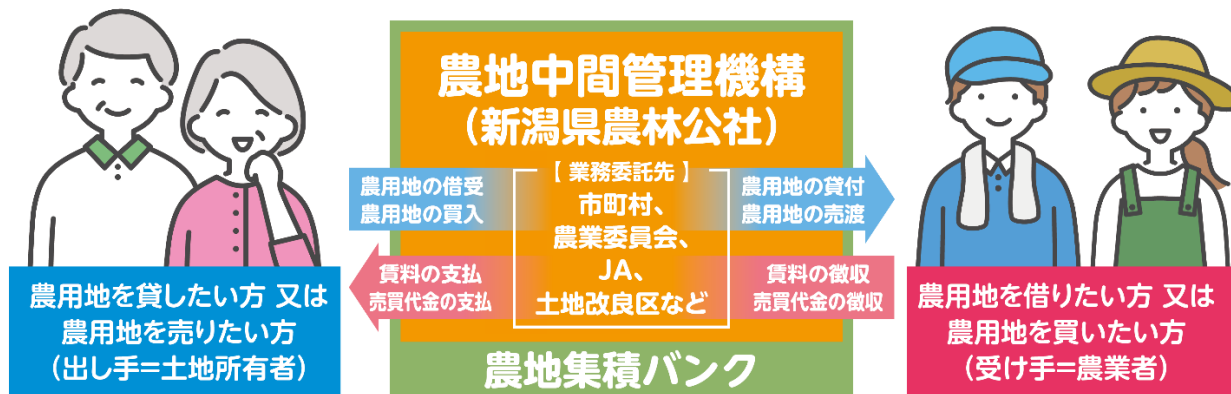 農地中間管理機構
（新潟県農林公社）
【 業務委託先 】
市町村、
農業委員会、
JA、
土地改良区など
農用地の借受
農用地の買入
農用地の貸付
農用地の売渡
賃料の支払
売買代金の支払
賃料の徴収
売買代金の徴収
農用地を貸したい方 又は
農用地を売りたい方
（出し手=土地所有者）
農地集積バンク
農用地を借りたい方 又は
農用地を買いたい方
（受け手=農業者）